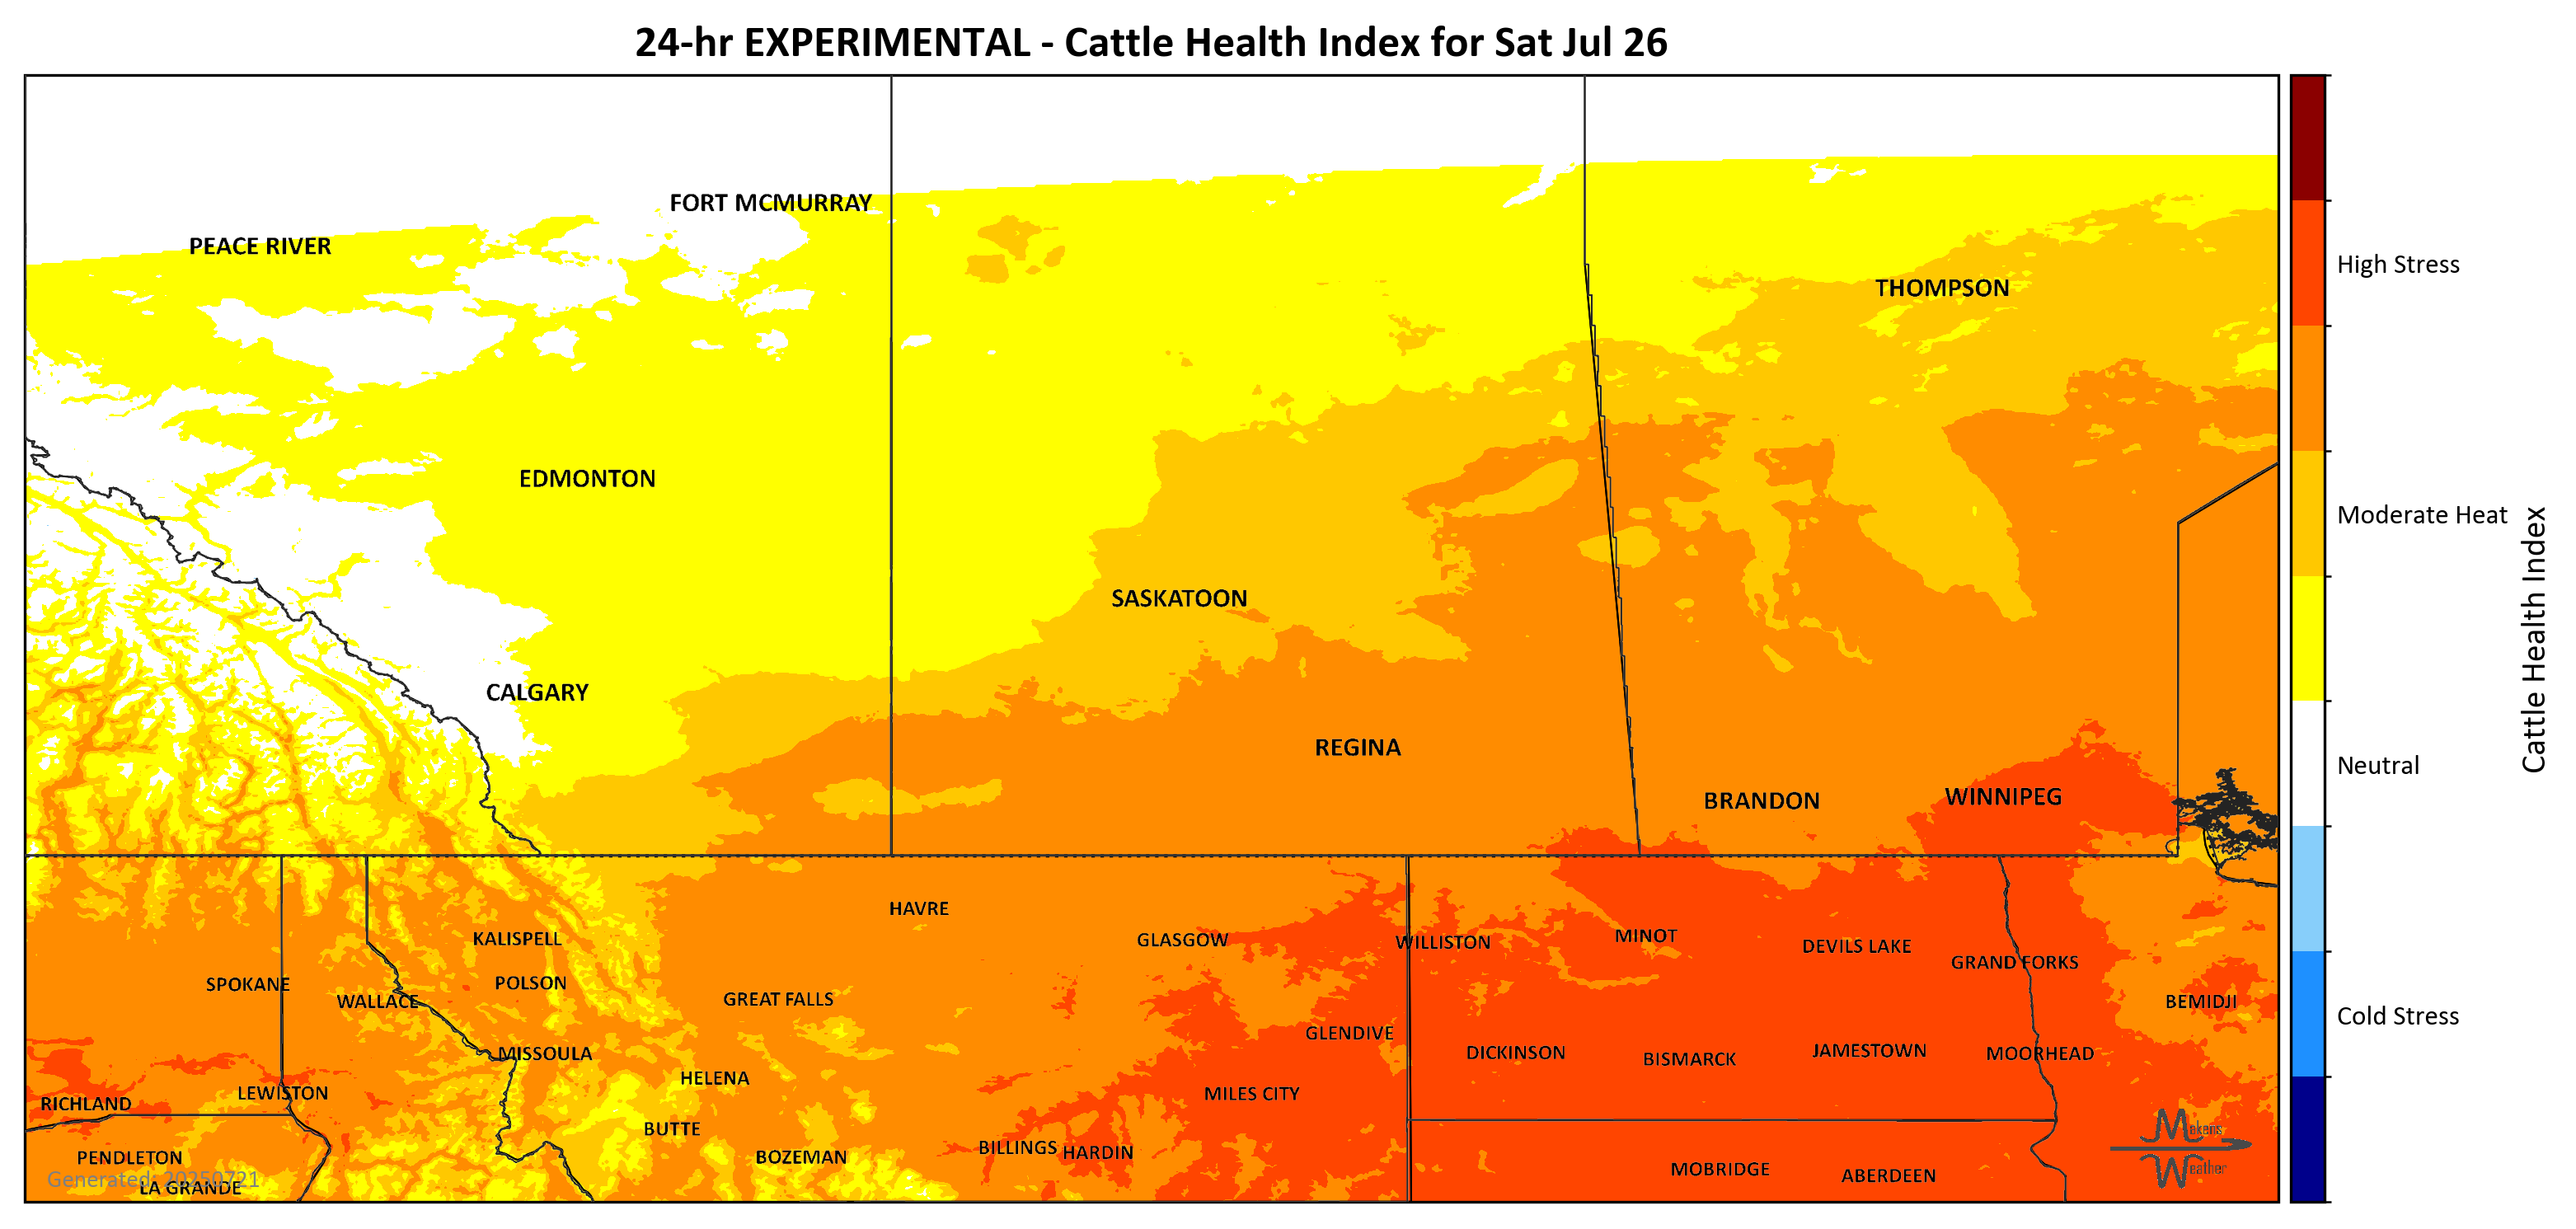 24-hr EXPERIMENTAL - Cattle Health Index for Sat Jul 26
FORT MCMURRAY
PEACE RIVER
High Stress
THOMPSON
EDMONTON
Moderate Heat
SASKATOON
Cattle Health Index
CALGARY
REGINA
Neutral
BRANDON
WINNIPEG
HAVRE
KALISPELL
GLASGOW
WILLISTON
MINOT
DEVILS LAKE
GRAND FORKS
SPOKANE
POLSON
WALLACE
GREAT FALLS
BEMIDJI
Cold Stress
GLENDIVE
MISSOULA
DICKINSON
BISMARCK
JAMESTOWN
MOORHEAD
HELENA
LEWISTON
MILES CITY
RICHLAND
BUTTE
Makens
Weather
BILLINGS
HARDIN
PENDLETON
BOZEMAN
MOBRIDGE
ABERDEEN
Generated: 20250721
LA GRANDE